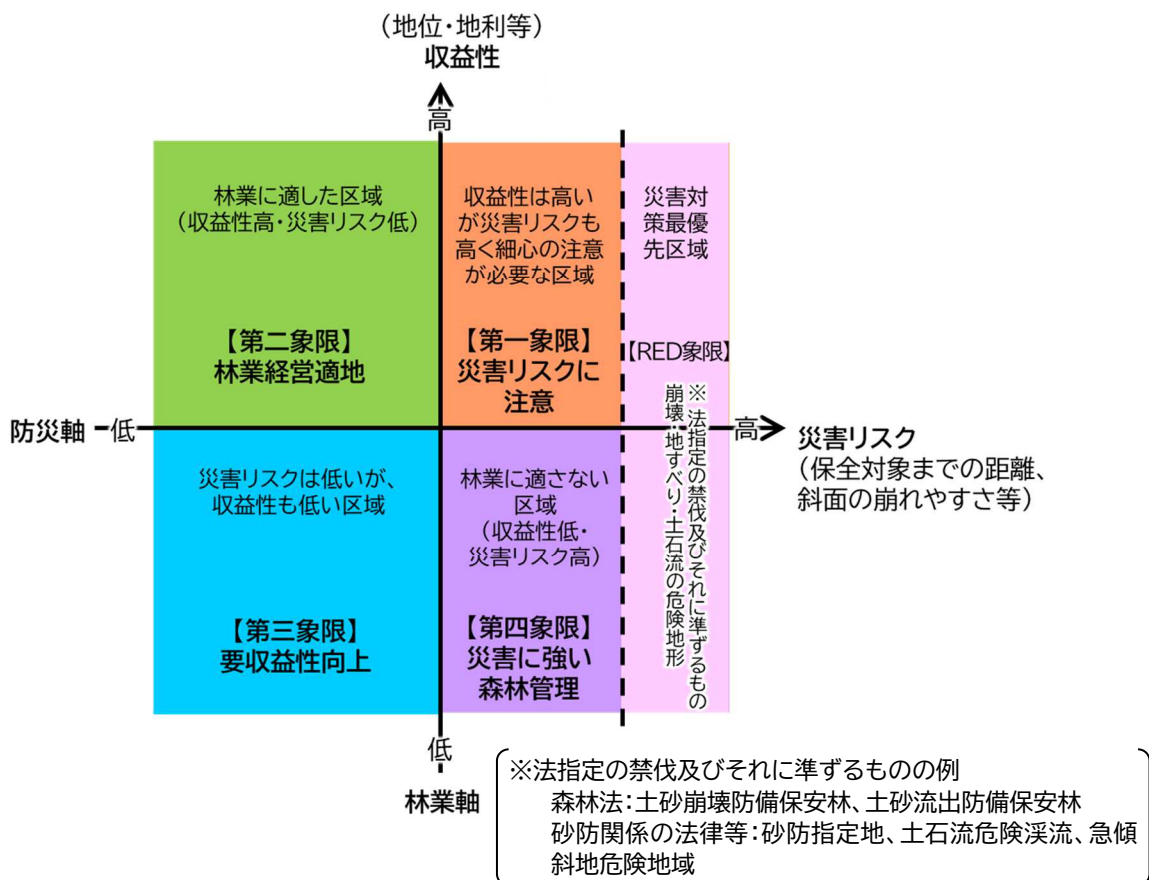 （地位・地利等）
収益性
高
林業に適した区域
（収益性高・災害リスク低）
【第二象限】
林業経営適地
収益性は高い
が災害リスクも
高く細心の注意
が必要な区域
【第一象限】
災害リスクに
注意
災害対
策最優
先区域
【RED象限】
※法指定の禁伐及びそれに準ずるもの
崩壊・地すべり・土石流の危険地形
防災軸
低
高
災害リスク
（保全対象までの距離、
斜面の崩れやすさ等）
災害リスクは低いが、
収益性も低い区域
【第三象限】
要収益性向上
林業に適さない
区域
（収益性低・
災害リスク高）
【第四象限】
災害に強い
森林管理
低
林業軸
※法指定の禁伐及びそれに準ずるものの例
森林法：土砂崩壊防備保安林、土砂流出防備保安林
砂防関係の法律等：砂防指定地、土石流危険渓流、急傾
斜地危険地域